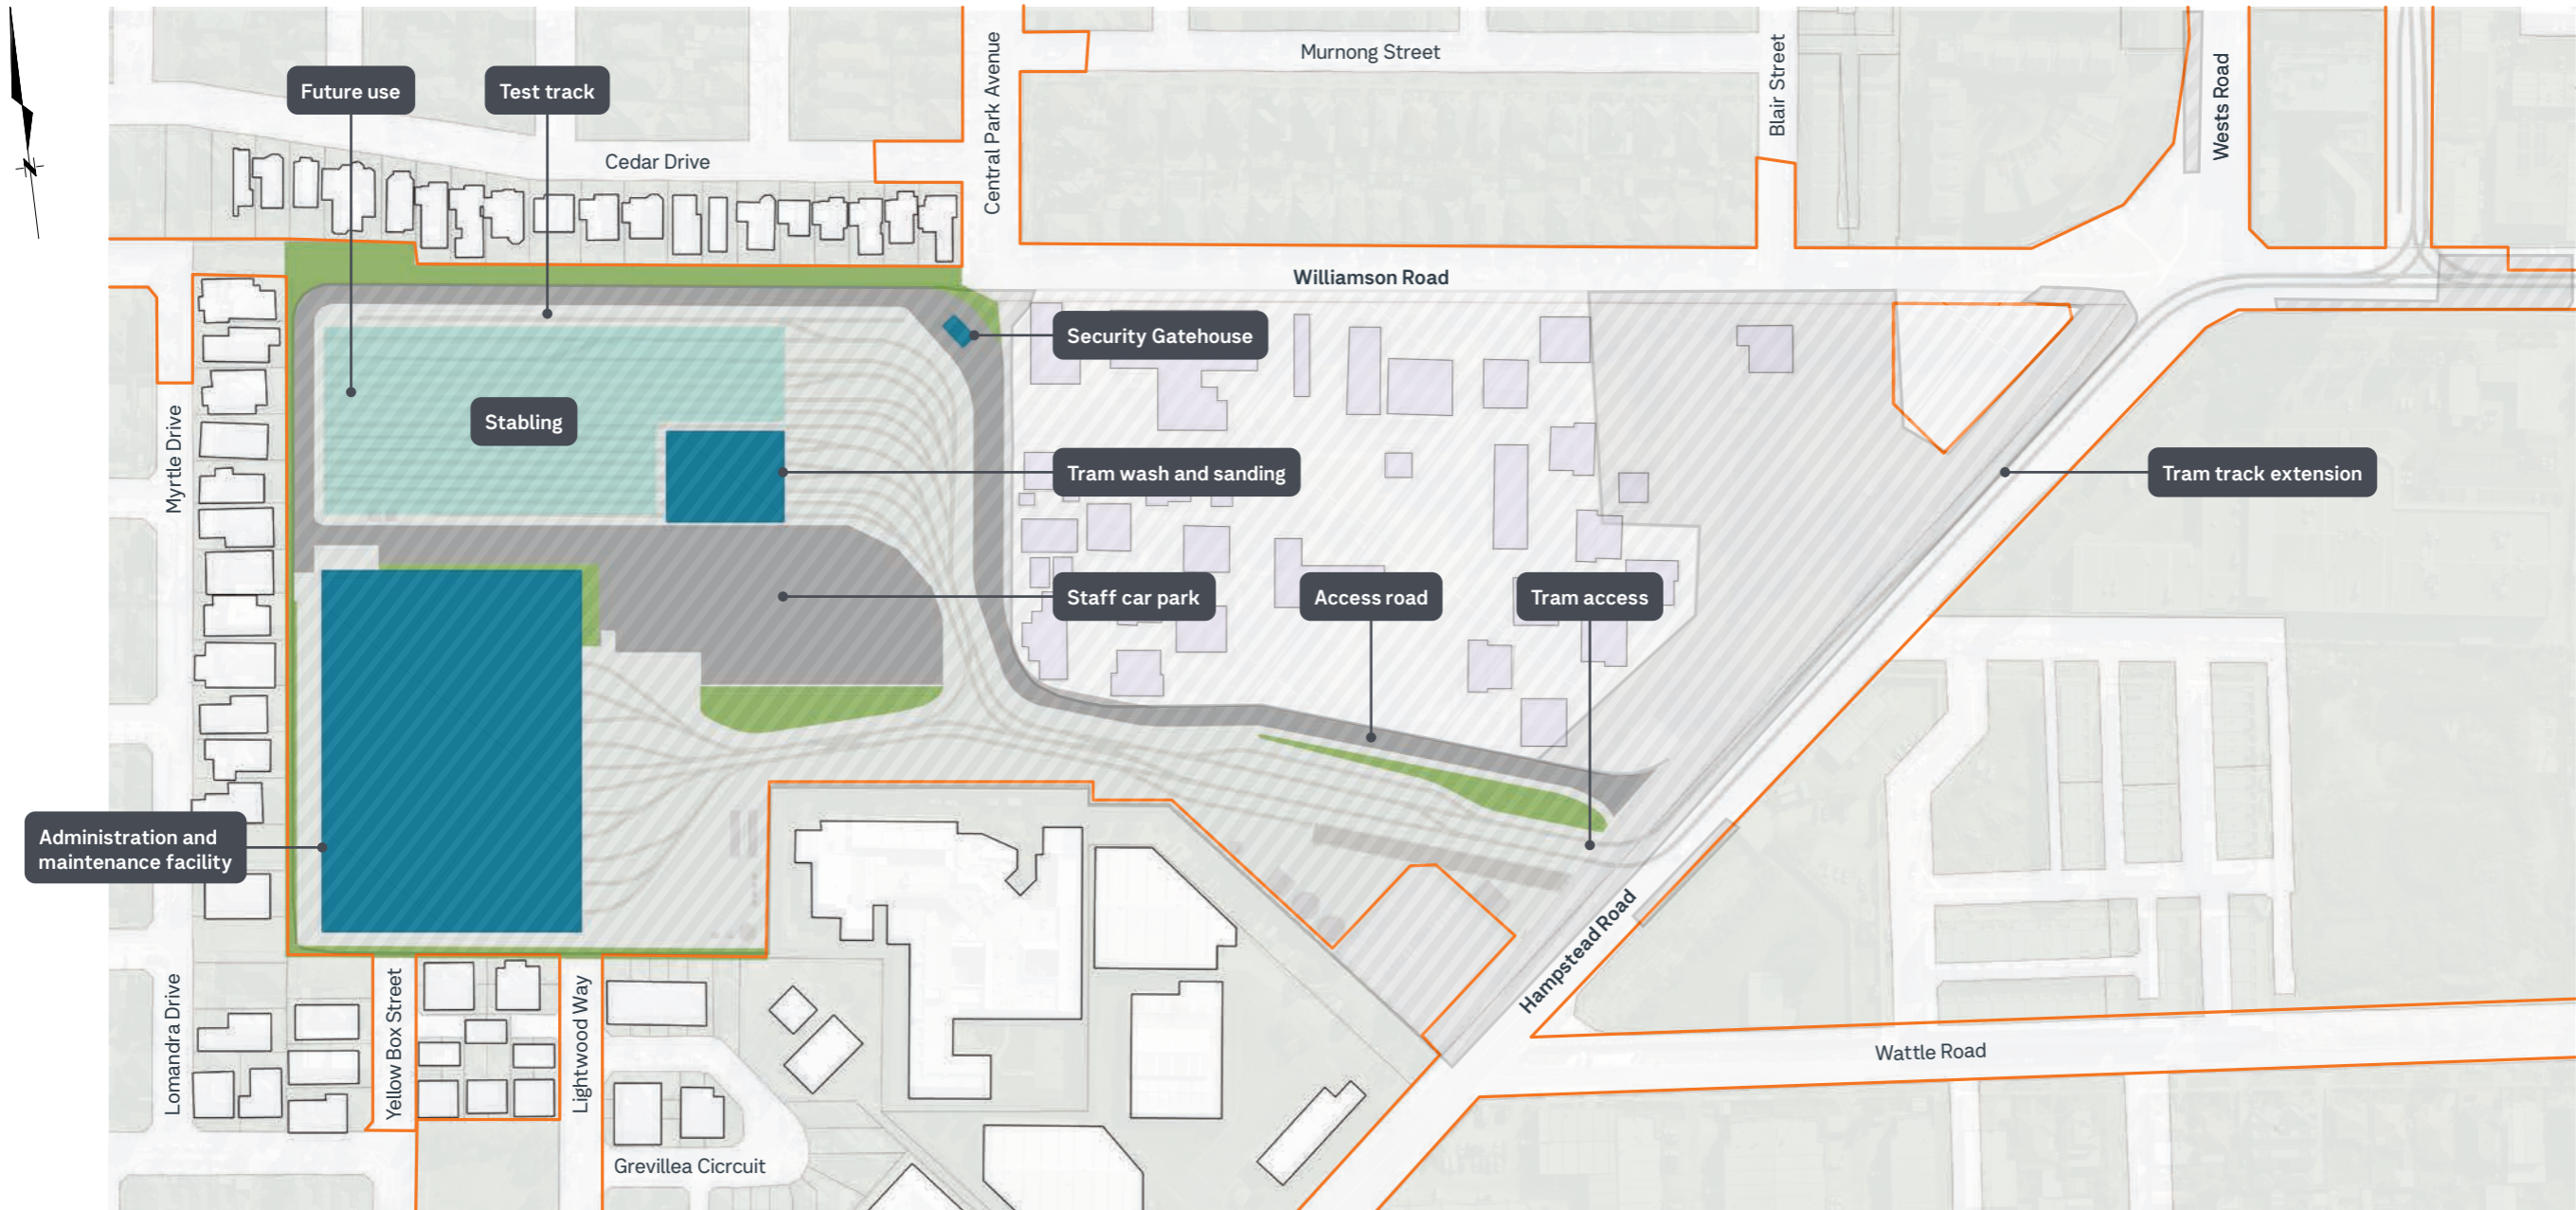 Murnong Street
Central Park Avenue
Blair Street
Wests Road
Future use
Test track
Cedar Drive
Williamson Road
Security Gatehouse
Stabling
Myrtle Drive
Tram wash and sanding
Tram track extension
Staff car park
Access road
Tram access
Administration and
maintenance facility
Hampstead Road
Lomandra Drive
Yellow Box Street
Lightwood Way
Wattle Road
Grevillea Cicrcuit